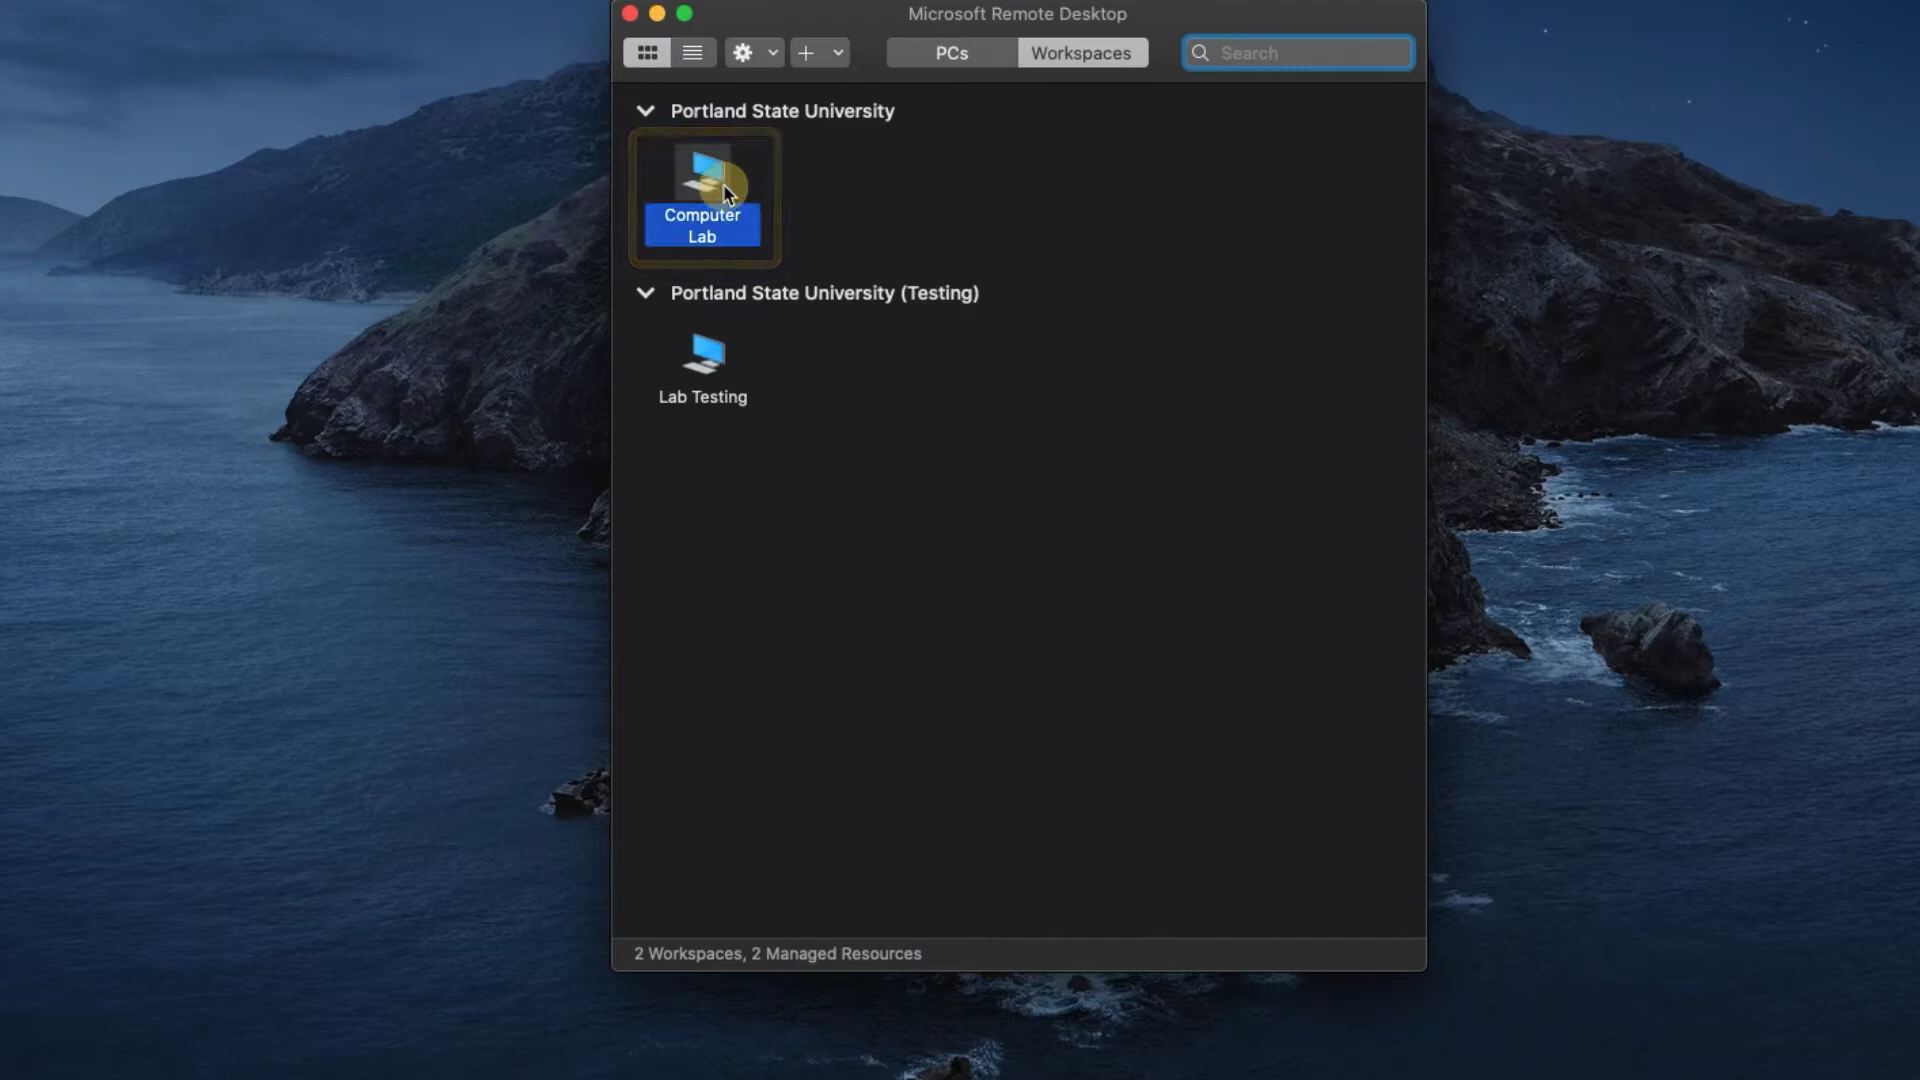 Microsoft Remote Desktop
PCs
Workspaces
Search
Portland State University
Computer
Lab
Portland State University (Testing)
Lab Testing
2 Workspaces, 2 Managed Resources